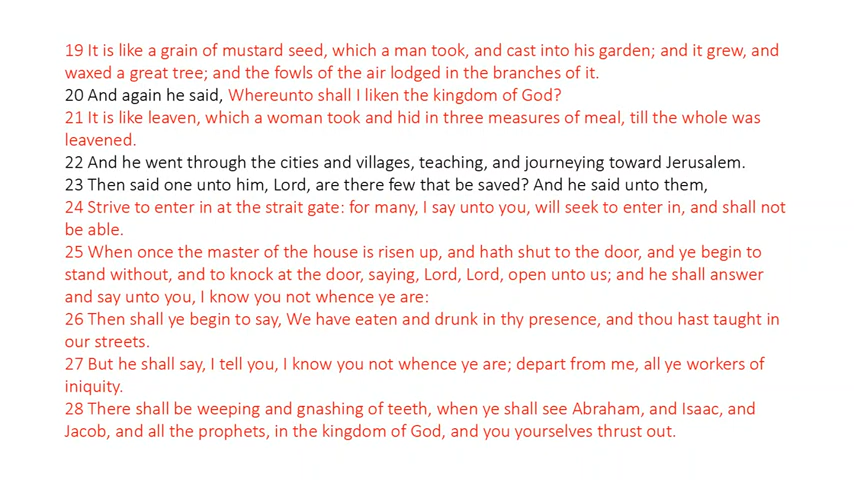 19 It is like a grain of mustard seed, which a man took, and cast into his garden; and it grew, and
waxed a great tree; and the fowls of the air lodged in the branches of it.
20 And again he said, Whereunto shall I liken the kingdom of God?
21 It is like leaven, which a woman took and hid in three measures of meal, till the whole was
leavened.
22 And he went through the cities and villages, teaching, and journeying toward Jerusalem.
23 Then said one unto him, Lord, are there few that be saved? And he said unto them,
24 Strive to enter in at the strait gate: for many, I say unto you, will seek to enter in, and shall not
be able.
25 When once the master of the house is risen up, and hath shut to the door, and ye begin to
stand without, and to knock at the door, saying, Lord, Lord, open unto us; and he shall answer
and say unto you, I know you not whence ye are:
26 Then shall ye begin to say, We have eaten and drunk in thy presence, and thou hast taught in
our streets.
27 But he shall say, I tell you, I know you not whence ye are; depart from me, all ye workers of
iniquity.
28 There shall be weeping and gnashing of teeth, when ye shall see Abraham, and Isaac, and
Jacob, and all the prophets, in the kingdom of God, and you yourselves thrust out.